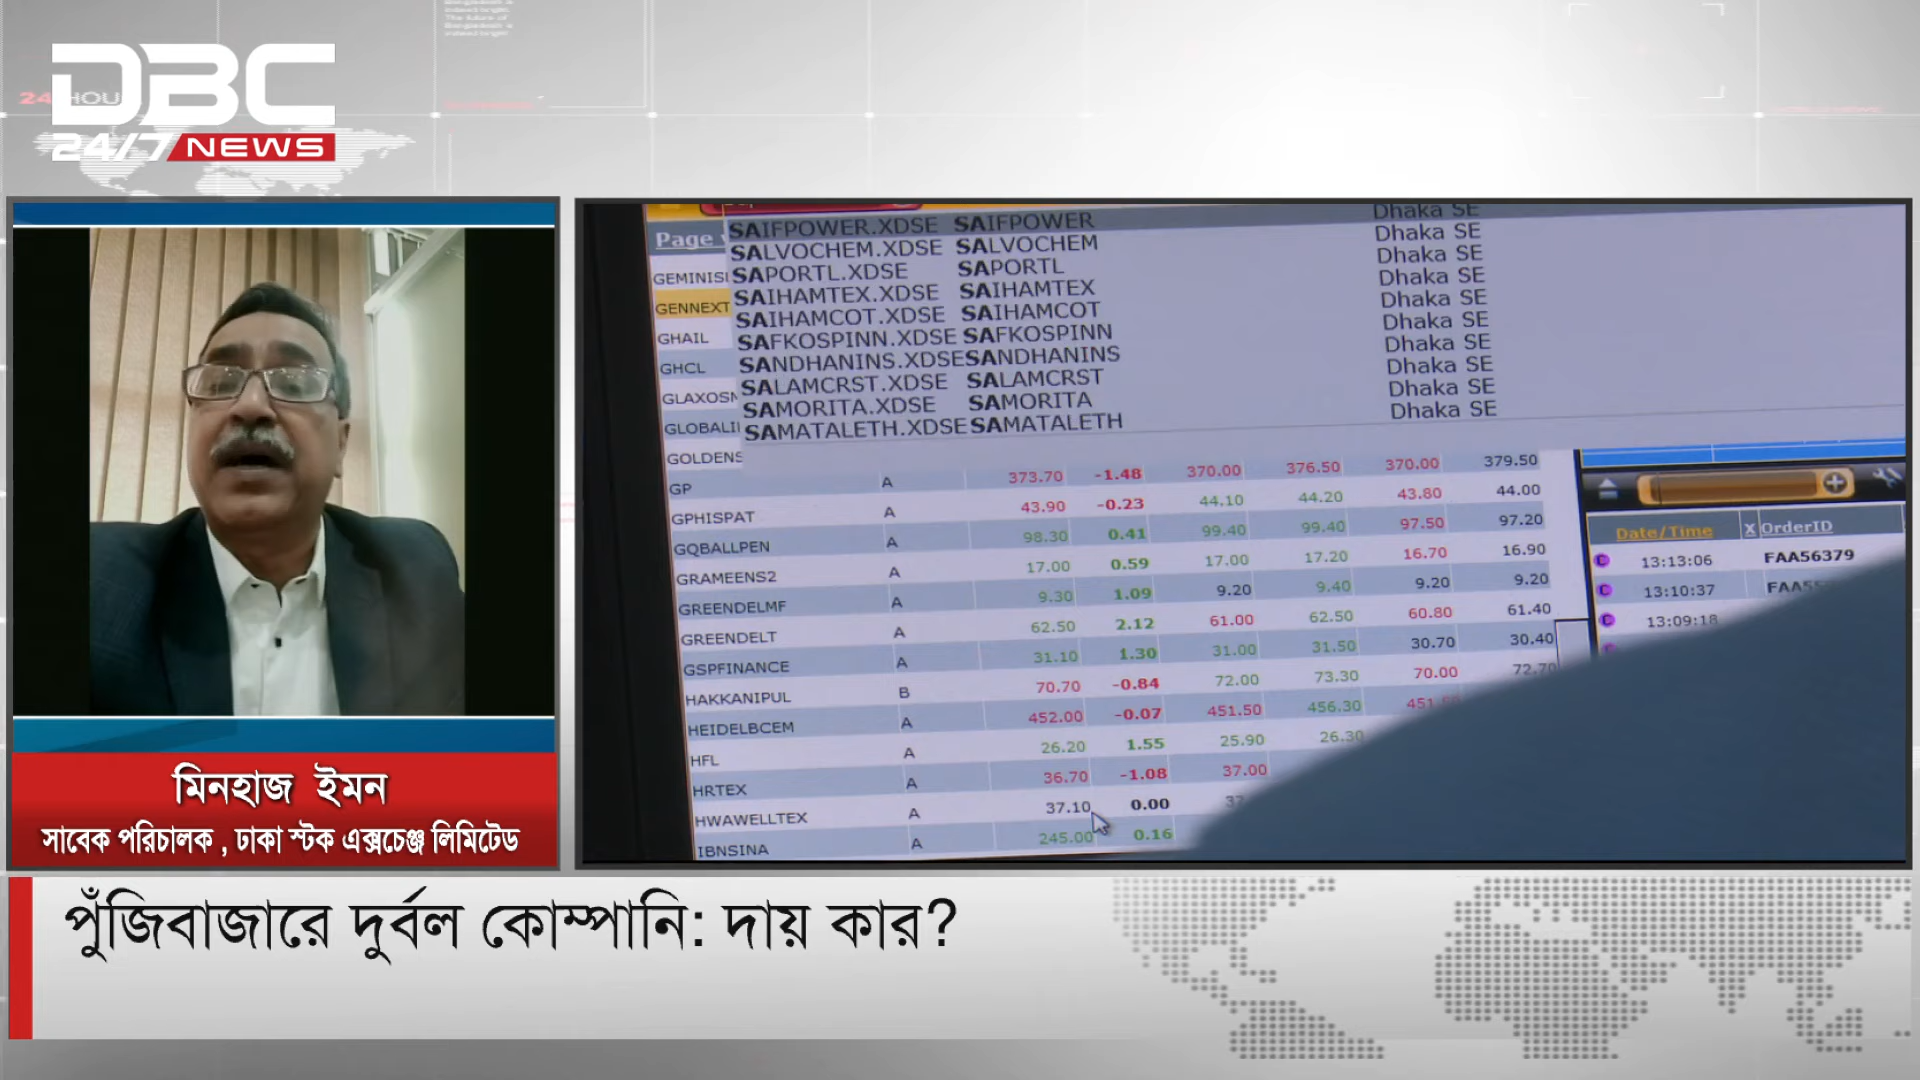 DBC
24/7 NEWS
Page
SAIFPOWER.XDSE SAIFPOWER Dhaka SE
SALVOCHEM.XDSE SALVOCHEM Dhaka SE
SAPORTL.XDSE SAPORTL Dhaka SE
SAIHAMTEX.XDSE SAIHAMTEX Dhaka SE
SAIHAMCOT.XDSE SAIHAMCOT Dhaka SE
SAFKOSPINN.XDSE SAFKOSPINN Dhaka SE
SANDHANINS.XDSE SANDHANINS Dhaka SE
SALAMCRST.XDSE SALAMCRST Dhaka SE
SAMORITA.XDSE SAMORITA Dhaka SE
SAMATALETH.XDSE SAMATALETH Dhaka SE
GENNEXT
GHAIL
GHCL
GP A 373.70 -1.48 370.00 376.50 370.00 379.50
GPHISPAT A 43.90 -0.23 44.10 44.20 43.80 44.00
GQBALLPEN A 98.30 0.41 99.40 99.40 97.50 97.20
GRAMEENS2 A 17.00 0.59 17.00 17.20 16.70 16.90
GREENDELMF A 9.30 1.09 9.20 9.40 9.20 9.20
GREENDELT A 62.50 2.12 61.00 62.50 60.80 61.40
GSPFINANCE A 31.10 1.30 31.00 31.50 30.70 30.40
HAKKANIPUL B 70.70 -0.84 72.00 73.30 70.00 72.70
HEIDELBCEM A 452.00 -0.07 451.50 456.30
HFL A 26.20 1.55 25.90 26.30
HRTEX A 36.70 -1.08 37.00
HWAWELLTEX A 37.10 0.00
IBNSINA A 245.00 0.16
Date/Time X OrderID
C 13:13:06 FAA56379
C 13:10:37
C 13:09:18
মিনহাজ ইমন
সাবেক পরিচালক, ঢাকা স্টক এক্সচেঞ্জ লিমিটেড
পুঁজিবাজারে দুর্বল কোম্পানি: দায় কার?